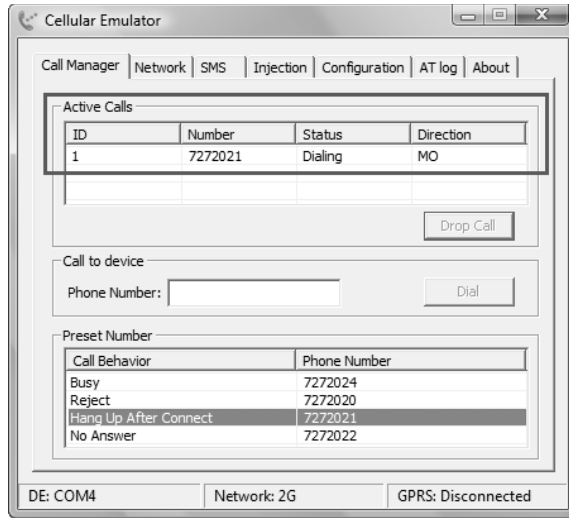 Cellular Emulator
Call Manager Network SMS Injection Configuration AT log About
Active Calls
ID Number Status Direction
1 7272021 Dialing MO
Drop Call
Call to device
Phone Number: Dial
Preset Number
Call Behavior Phone Number
Busy 7272024
Reject 7272020
Hang Up After Connect 7272021
No Answer 7272022
DE: COM4 Network: 2G GPRS: Disconnected